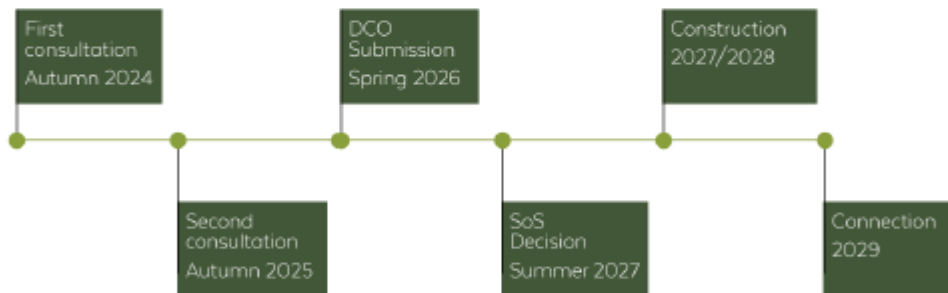 First
consultation
Autumn 2024
DCO
Submission
Spring 2026
Construction
2027/2028
Second
consultation
Autumn 2025
SoS
Decision
Summer 2027
Connection
2029